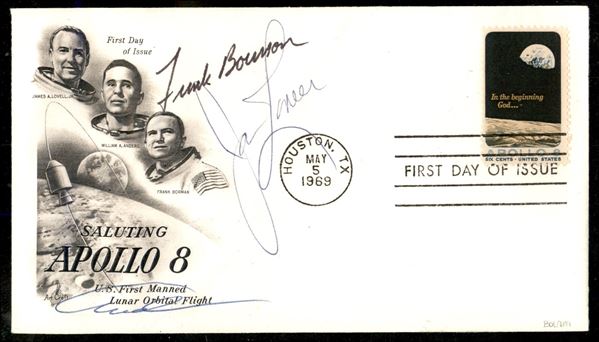 First Day
of Issue
Frank Borman
JAMES A. LOVELL, JR.
WILLIAM A. ANDERS
FRANK BORMAN
SALUTING
APOLLO 8
U.S. First Manned
Lunar Orbital Flight
Art Craft
HOUSTON, TX
MAY
5
1969
In the beginning
God...
APOLLO 8
SIX CENTS · UNITED STATES
FIRST DAY OF ISSUE